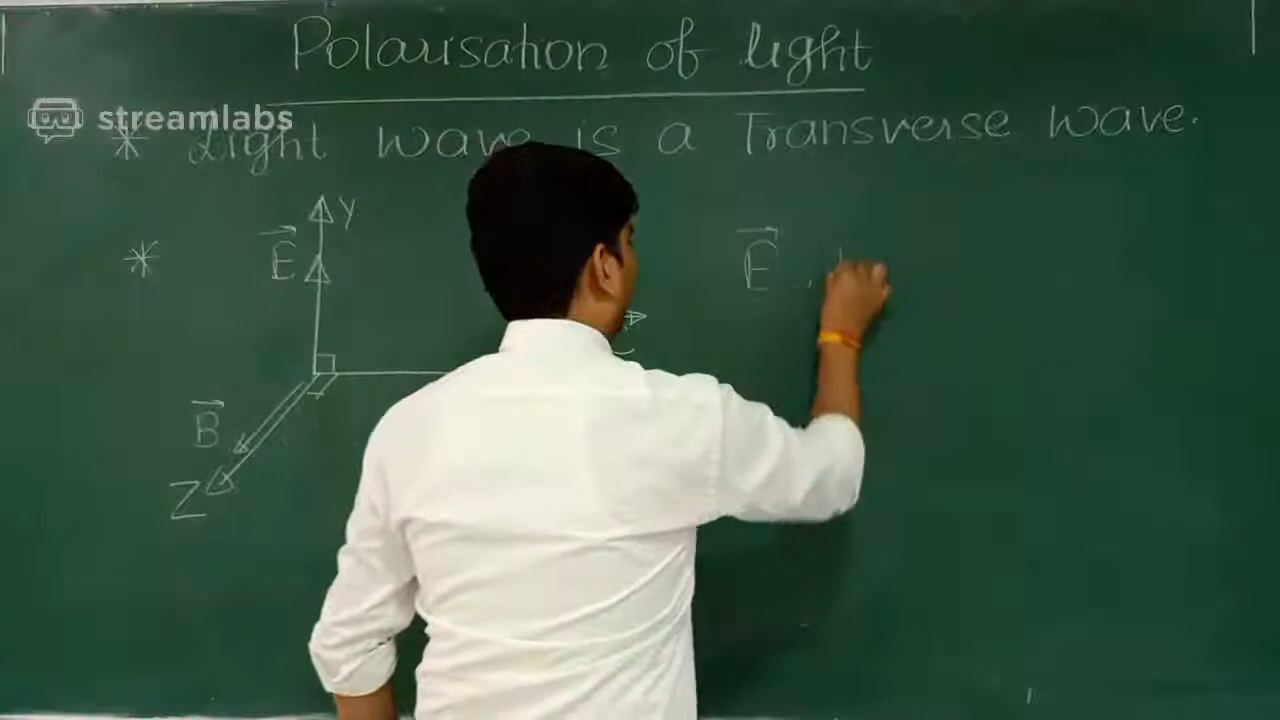 Polarisation of light
streamlabs
* Light wave is a Transverse wave.
Y
*
E
E
B
Z